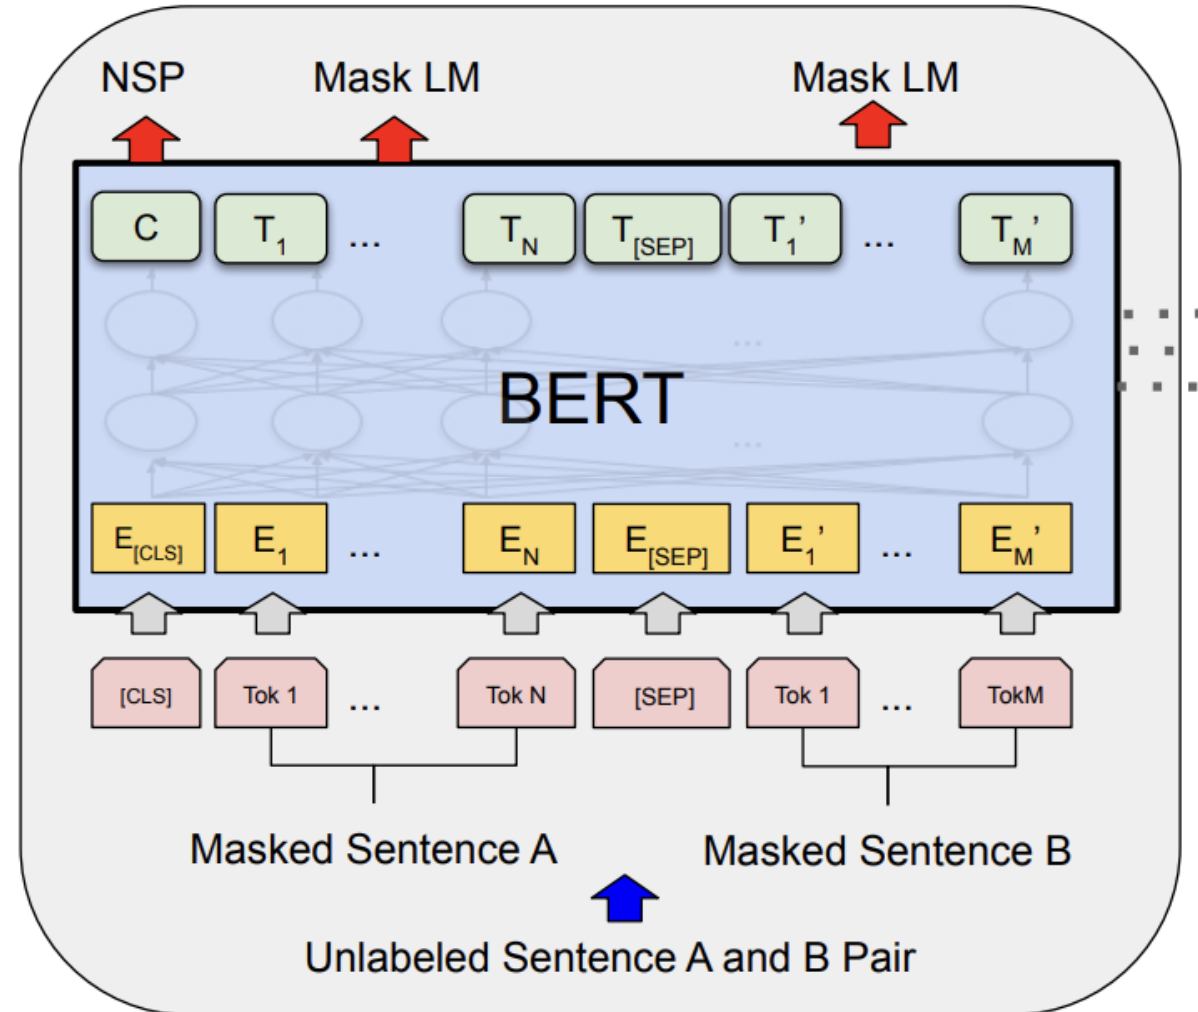 NSP Mask LM Mask LM
C T1 ... TN T[SEP] T1’ ... TM’
...
BERT
...
E[CLS] E1 ... EN E[SEP] E1’ ... EM’
[CLS] Tok 1 ... Tok N [SEP] Tok 1 ... TokM
Masked Sentence A Masked Sentence B
Unlabeled Sentence A and B Pair